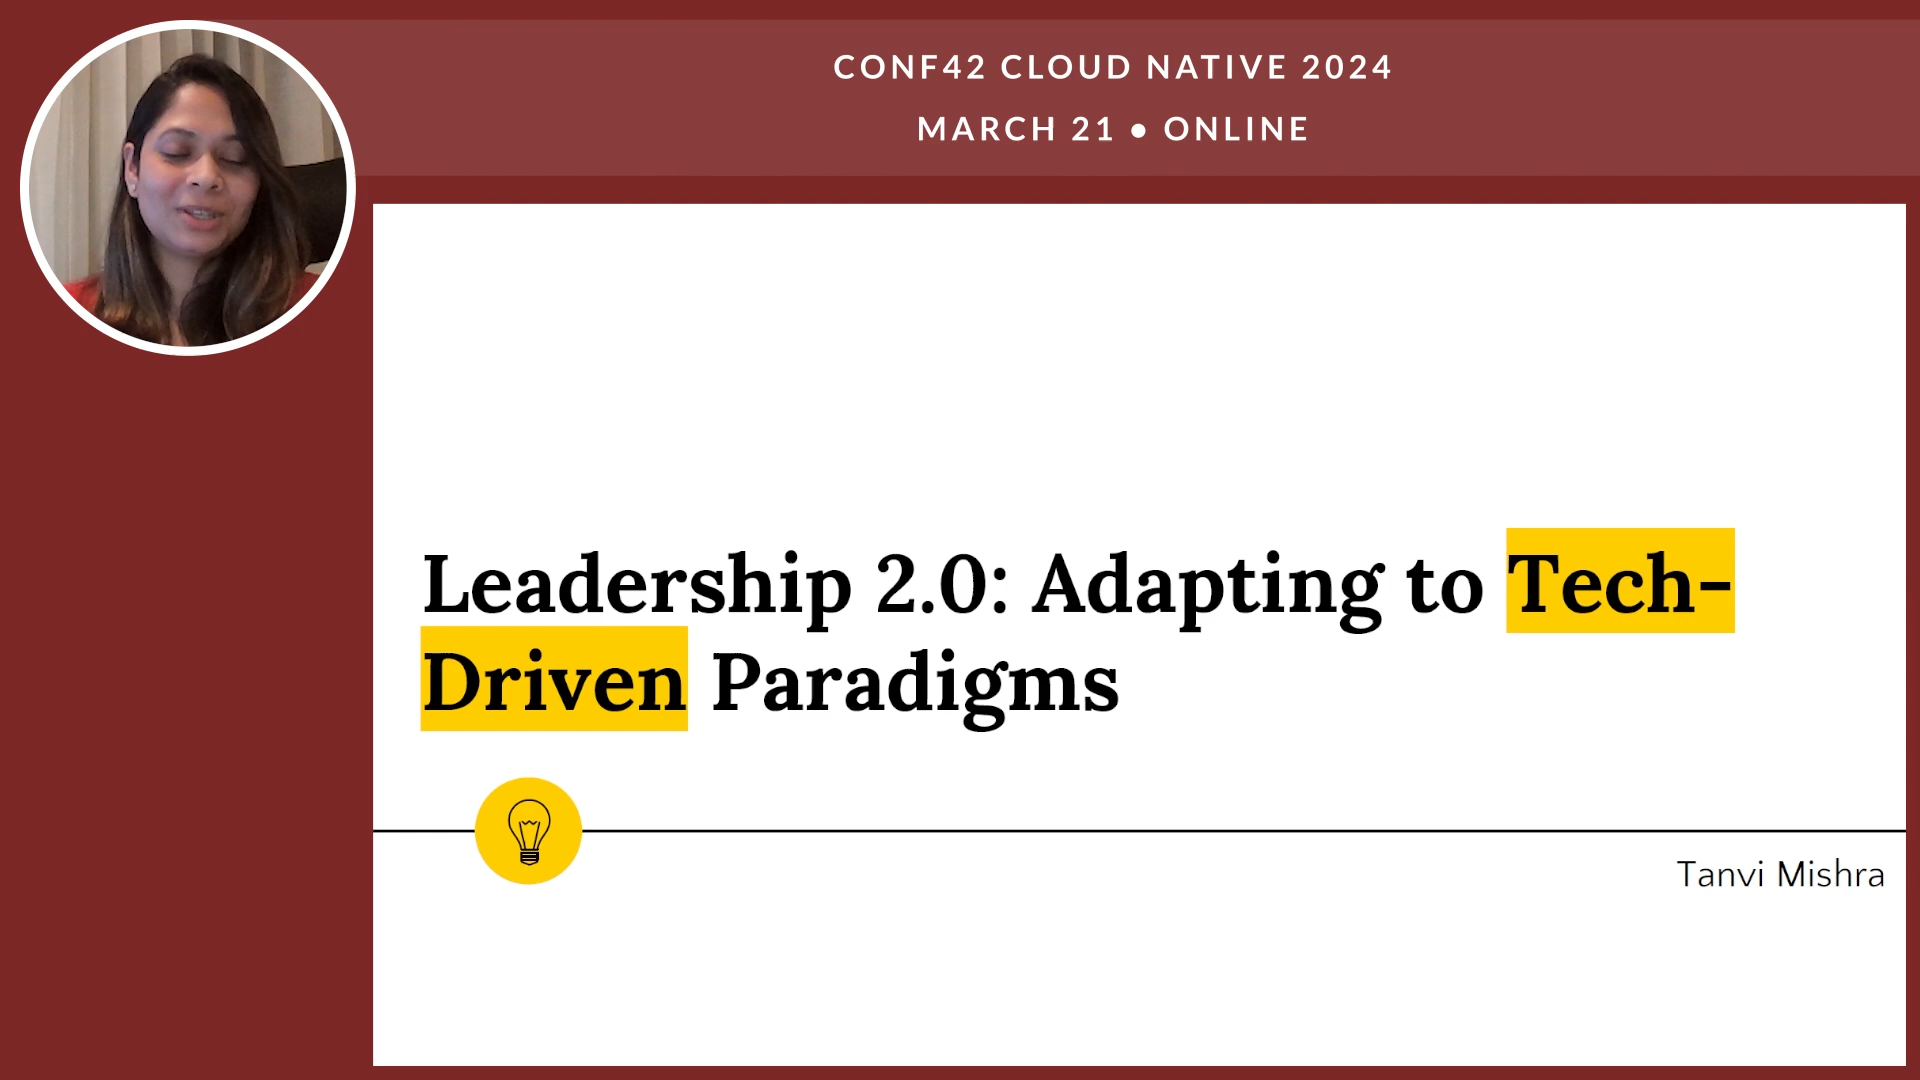 CONF42 CLOUD NATIVE 2024
MARCH 21 • ONLINE
Leadership 2.0: Adapting to Tech-
Driven Paradigms
Tanvi Mishra